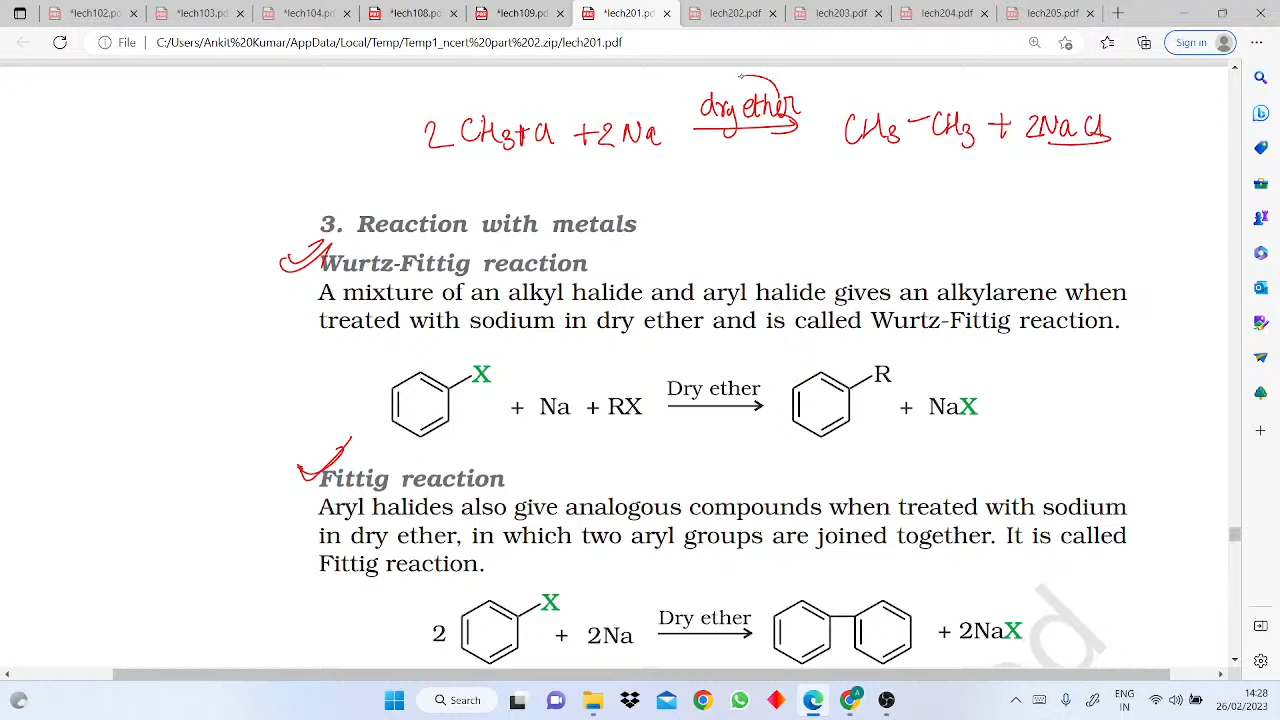 *lech102.pdf
*lech103.pdf
*lech104.pdf
*lech108.pdf
*lech109.pdf
*lech201.pdf
lech202.pdf
lech203.pdf
lech204.pdf
lech205.pdf
File
C:/Users/Ankit%20Kumar/AppData/Local/Temp/Temp1_ncert%20part%202.zip/lech201.pdf
Sign in
dry ether
2 CH3+Cl +2Na
CH3-CH3 + 2NaCl
3. Reaction with metals
Wurtz-Fittig reaction
A mixture of an alkyl halide and aryl halide gives an alkylarene when
treated with sodium in dry ether and is called Wurtz-Fittig reaction.
X + Na + RX Dry ether R + NaX
Fittig reaction
Aryl halides also give analogous compounds when treated with sodium
in dry ether, in which two aryl groups are joined together. It is called
Fittig reaction.
2 X + 2Na Dry ether + 2NaX
Search
ENG
IN
14:28
26/02/2023